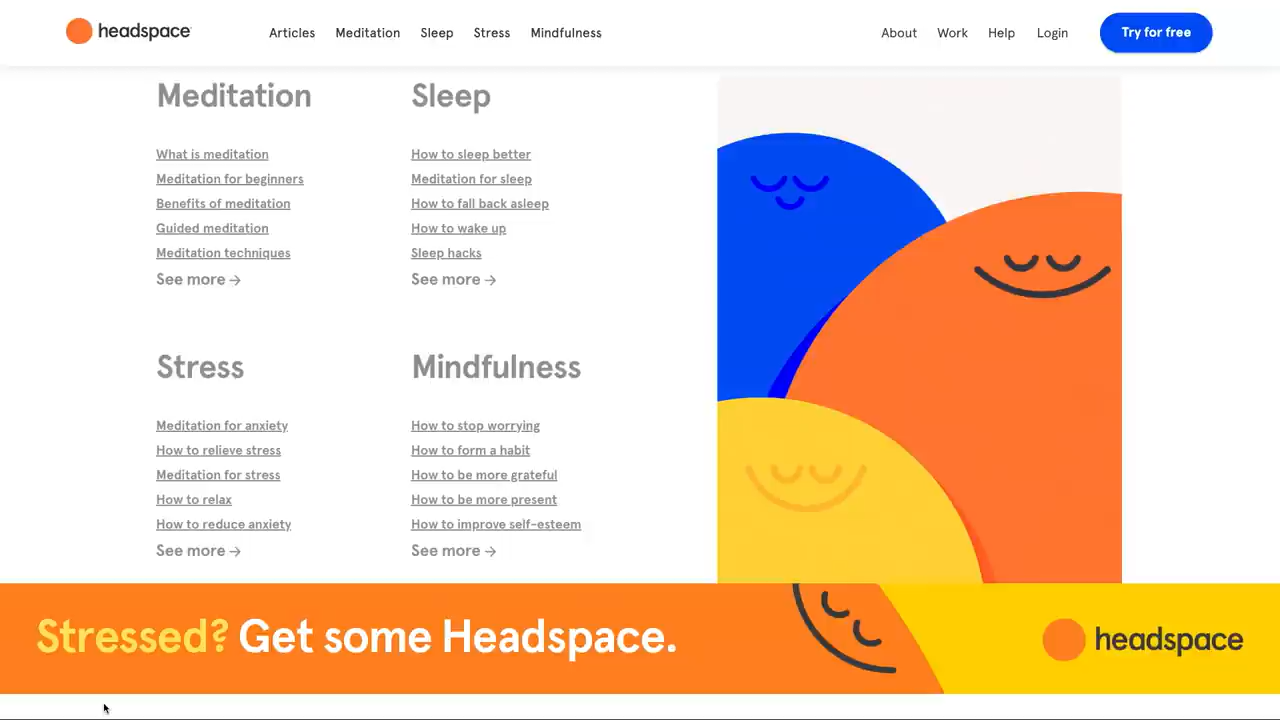 headspace
Articles Meditation Sleep Stress Mindfulness
About Work Help Login Try for free
Meditation
What is meditation
Meditation for beginners
Benefits of meditation
Guided meditation
Meditation techniques
See more →
Sleep
How to sleep better
Meditation for sleep
How to fall back asleep
How to wake up
Sleep hacks
See more →
Stress
Meditation for anxiety
How to relieve stress
Meditation for stress
How to relax
How to reduce anxiety
See more →
Mindfulness
How to stop worrying
How to form a habit
How to be more grateful
How to be more present
How to improve self-esteem
See more →
Stressed? Get some Headspace.
headspace